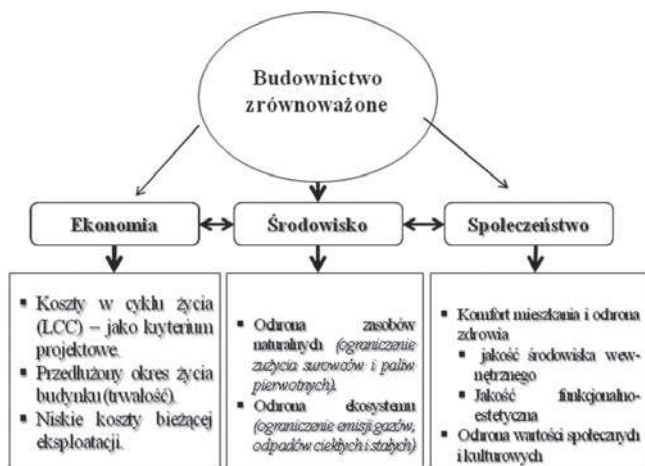 Budownictwo
zrównoważone
Ekonomia
Środowisko
Społeczeństwo
▪ Koszty w cyklu życia
(LCC) – jako kryterium
projektowe.
▪ Przedłużony okres życia
budynku (trwałość).
▪ Niskie koszty bieżącej
eksploatacji.
▪ Ochrona zasobów
naturalnych (ograniczenie
zużycia surowców i paliw
pierwotnych).
▪ Ochrona ekosystemu
(ograniczenie emisji gazów,
odpadów ciekłych i stałych)
▪ Komfort mieszkania i ochrona
zdrowia
▪ jakość środowiska wew-
nętrznego
▪ Jakość funkcjonalno-
estetyczna
▪ Ochrona wartości społecznych
i kulturowych